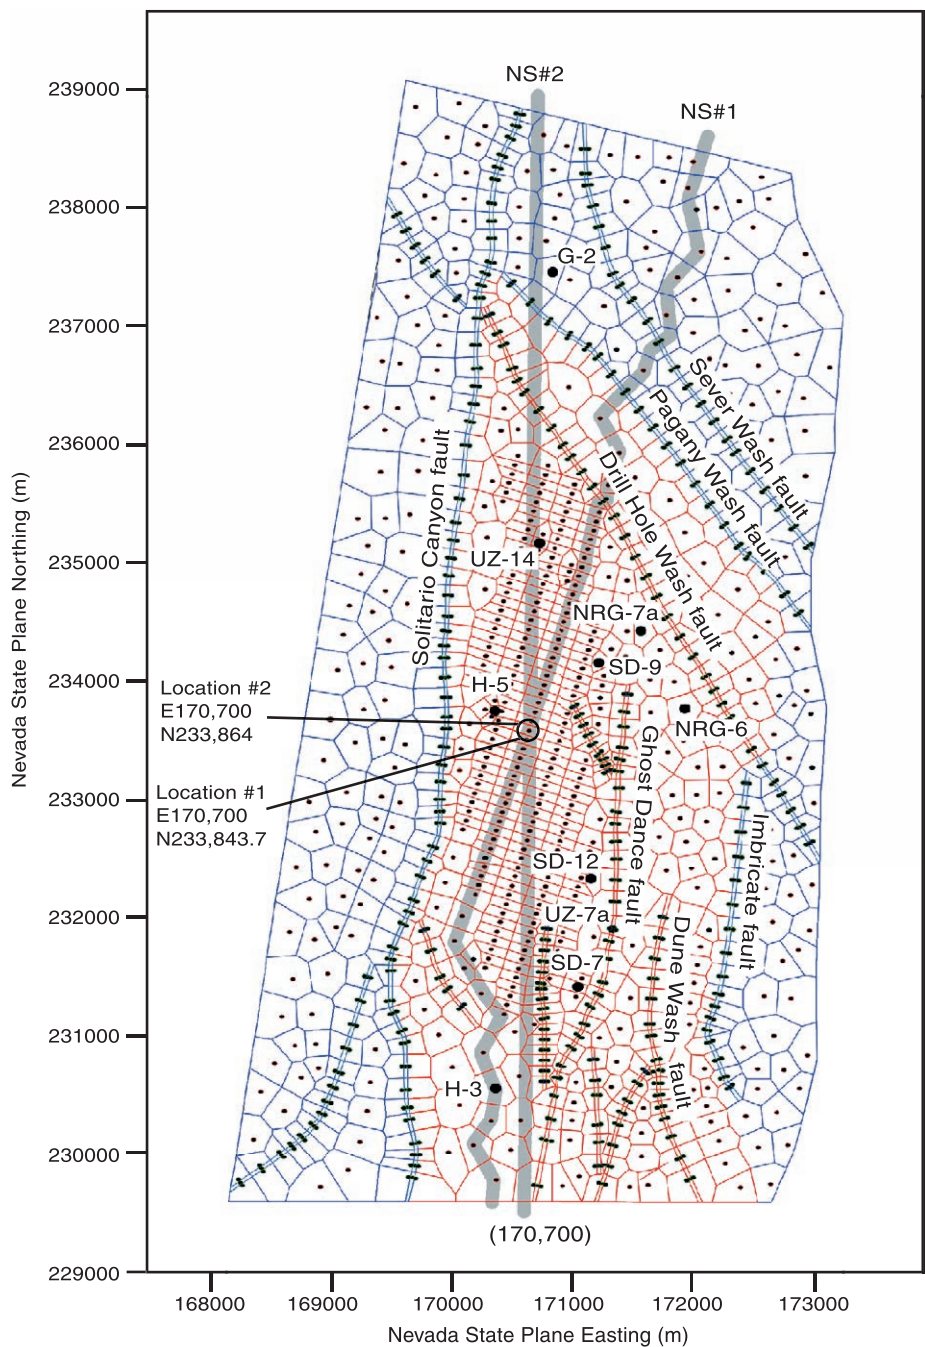 NS#2
239000
NS#1
238000
G-2
237000
Sever Wash fault
Pagany Wash fault
236000
Drill Hole Wash fault
Solitario Canyon fault
UZ-14
235000
NRG-7a
SD-9
234000
Location #2
E170,700
N233,864
H-5
NRG-6
Ghost Dance fault
Location #1
E170,700
N233,843.7
233000
Imbricate fault
SD-12
232000
UZ-7a
Dune Wash fault
SD-7
231000
H-3
230000
(170,700)
229000
168000 169000 170000 171000 172000 173000
Nevada State Plane Easting (m)
Nevada State Plane Northing (m)